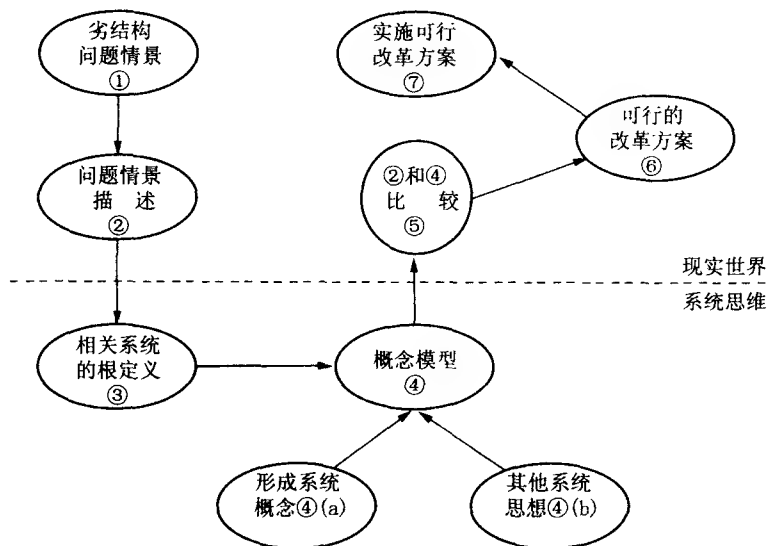 劣结构
问题情景
①
实施可行
改革方案
⑦
可行的
改革方案
⑥
问题情景
描 述
②
②和④
比 较
⑤
现实世界
系统思维
相关系统
的根定义
③
概念模型
④
形成系统
概念④(a)
其他系统
思想④(b)